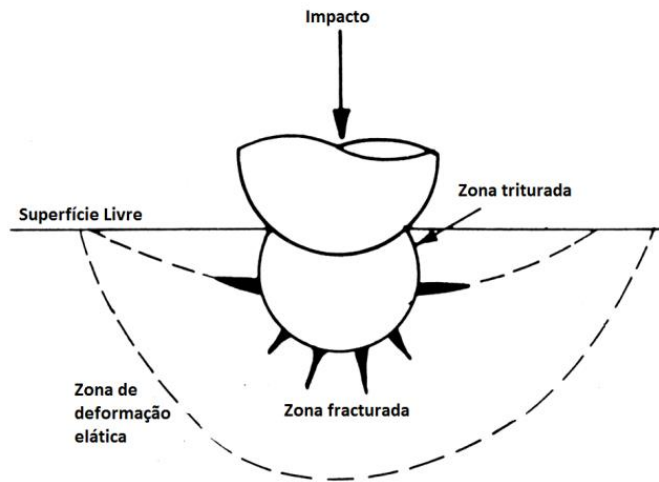 Impacto
Zona triturada
Superfície Livre
Zona de
deformação
elática
Zona fracturada